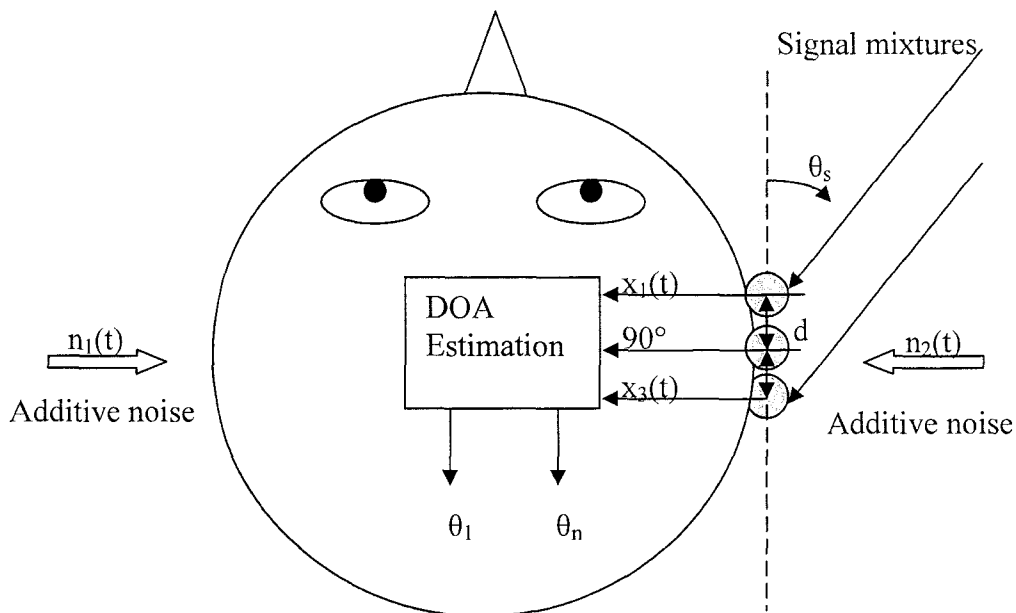 Signal mixtures
θₛ
x₁(t)
DOA
Estimation
90°
d
n₁(t)
n₂(t)
x₃(t)
Additive noise
Additive noise
θ₁
θₙ